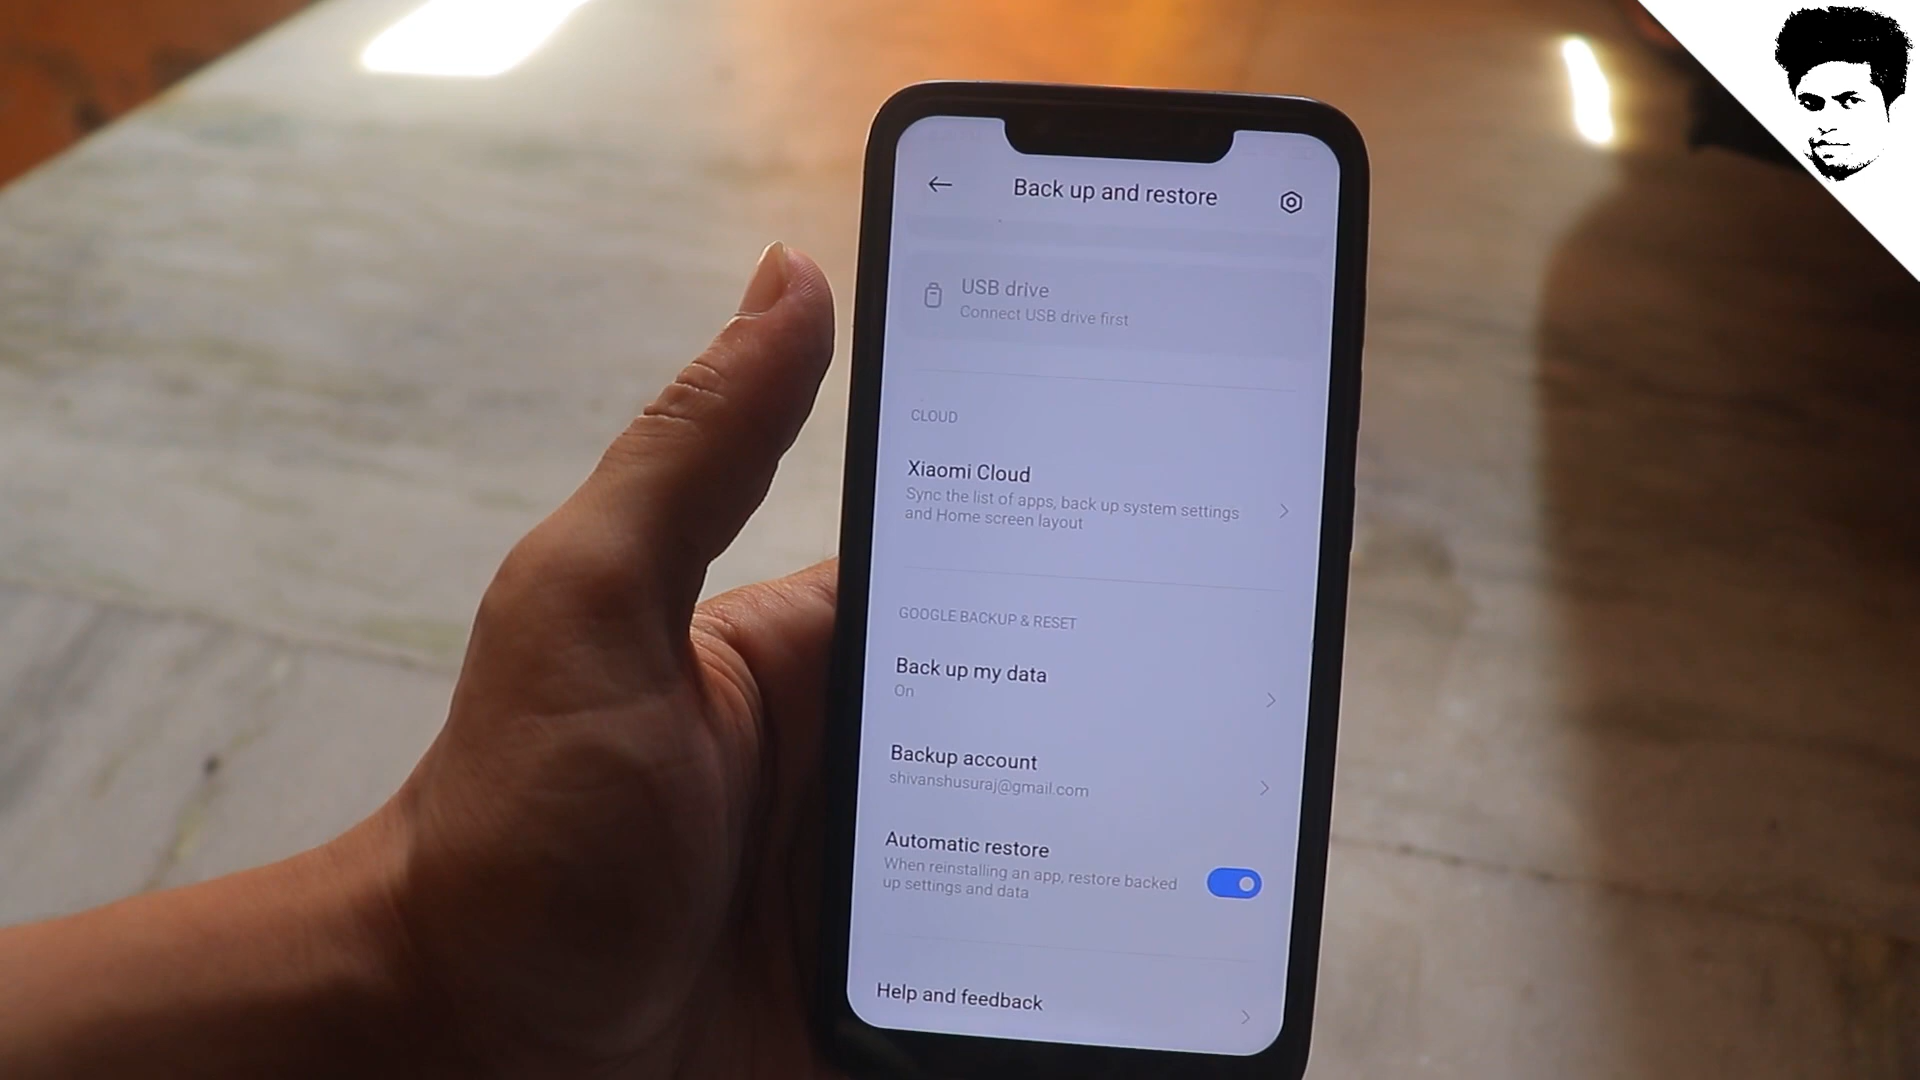 Back up and restore
USB drive
Connect USB drive first
CLOUD
Xiaomi Cloud
Sync the list of apps, back up system settings
and Home screen layout
GOOGLE BACKUP & RESET
Back up my data
On
Backup account
shivanshusuraj@gmail.com
Automatic restore
When reinstalling an app, restore backed
up settings and data
Help and feedback